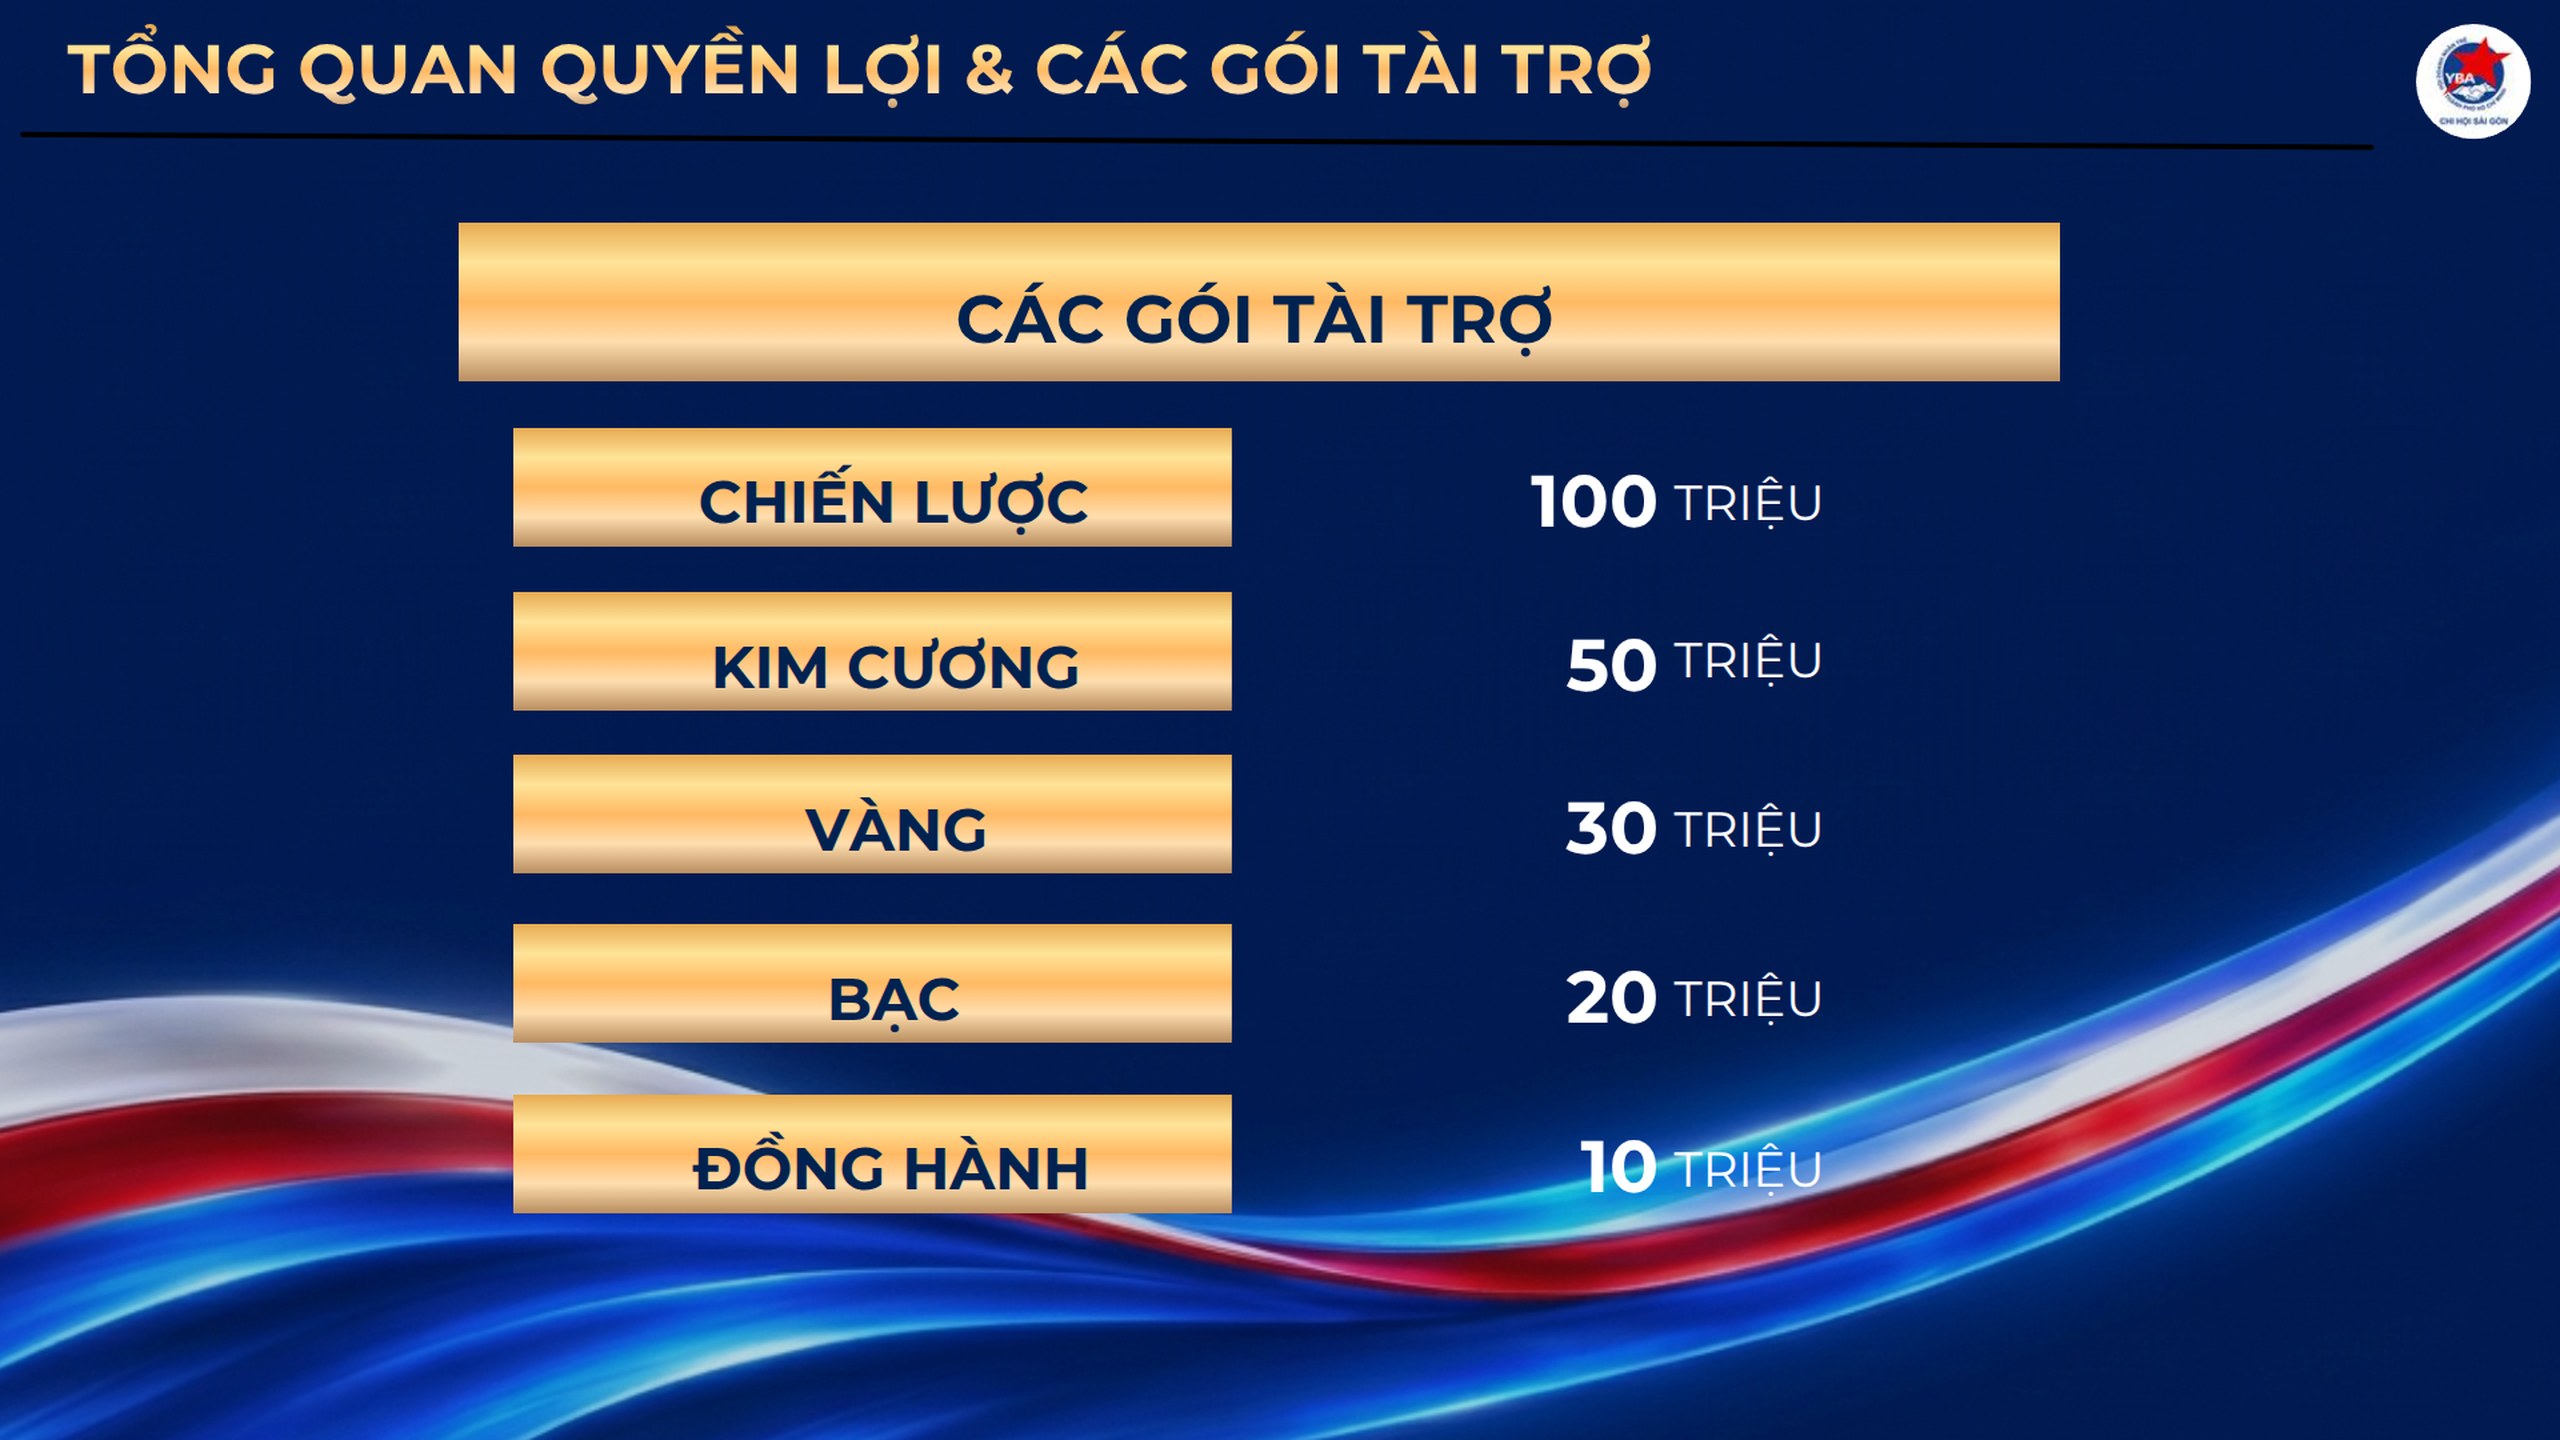 TỔNG QUAN QUYỀN LỢI & CÁC GÓI TÀI TRỢ
YBA
CHI HỘI SÀI GÒN
CÁC GÓI TÀI TRỢ
CHIẾN LƯỢC 100 TRIỆU
KIM CƯƠNG 50 TRIỆU
VÀNG 30 TRIỆU
BẠC 20 TRIỆU
ĐỒNG HÀNH 10 TRIỆU